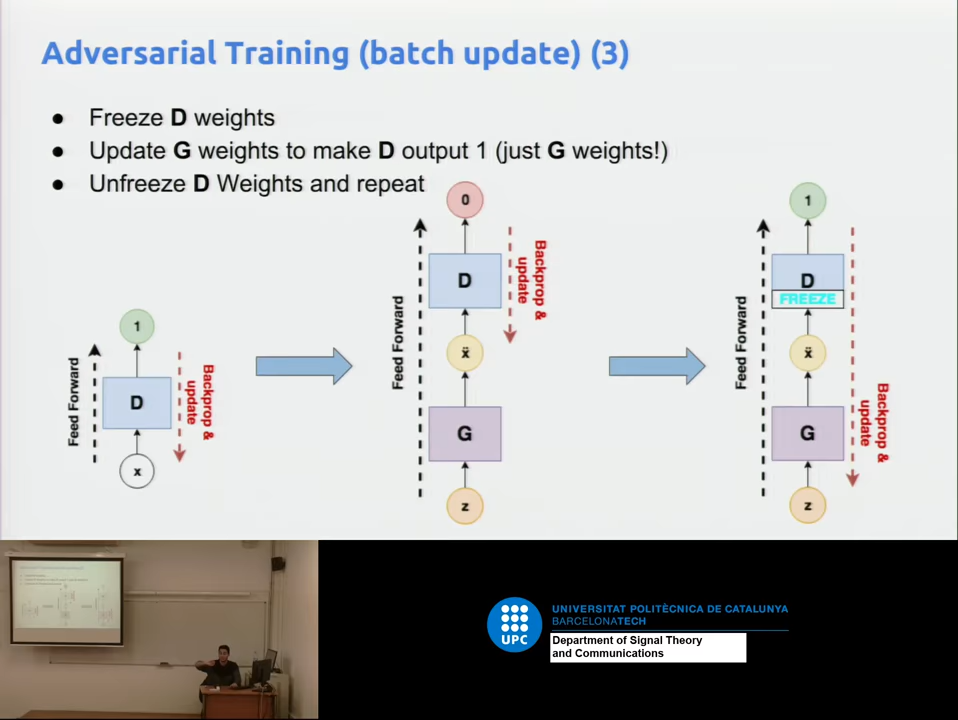 Adversarial Training (batch update) (3)
● Freeze D weights
● Update G weights to make D output 1 (just G weights!)
● Unfreeze D Weights and repeat
1
D
x
Feed Forward
Backprop &
update
0
D
ẍ
G
z
Feed Forward
Backprop &
update
1
D
FREEZE
ẍ
G
z
Feed Forward
Backprop &
update
UPC
UNIVERSITAT POLITÈCNICA DE CATALUNYA
BARCELONATECH
Department of Signal Theory
and Communications